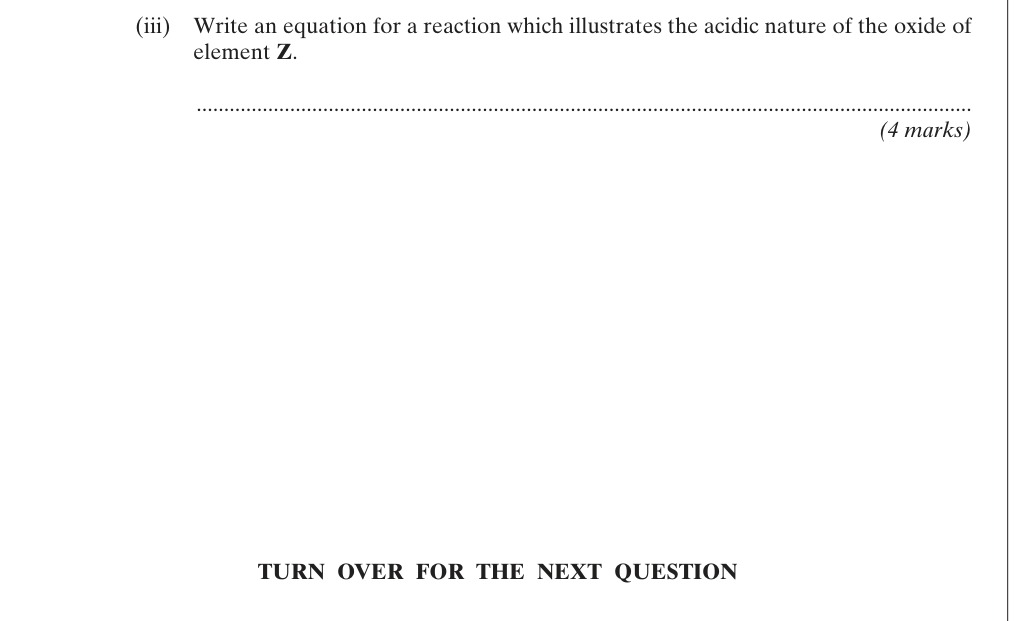 (iii) Write an equation for a reaction which illustrates the acidic nature of the oxide of
element Z.
....................................................................................................................................
(4 marks)
TURN OVER FOR THE NEXT QUESTION